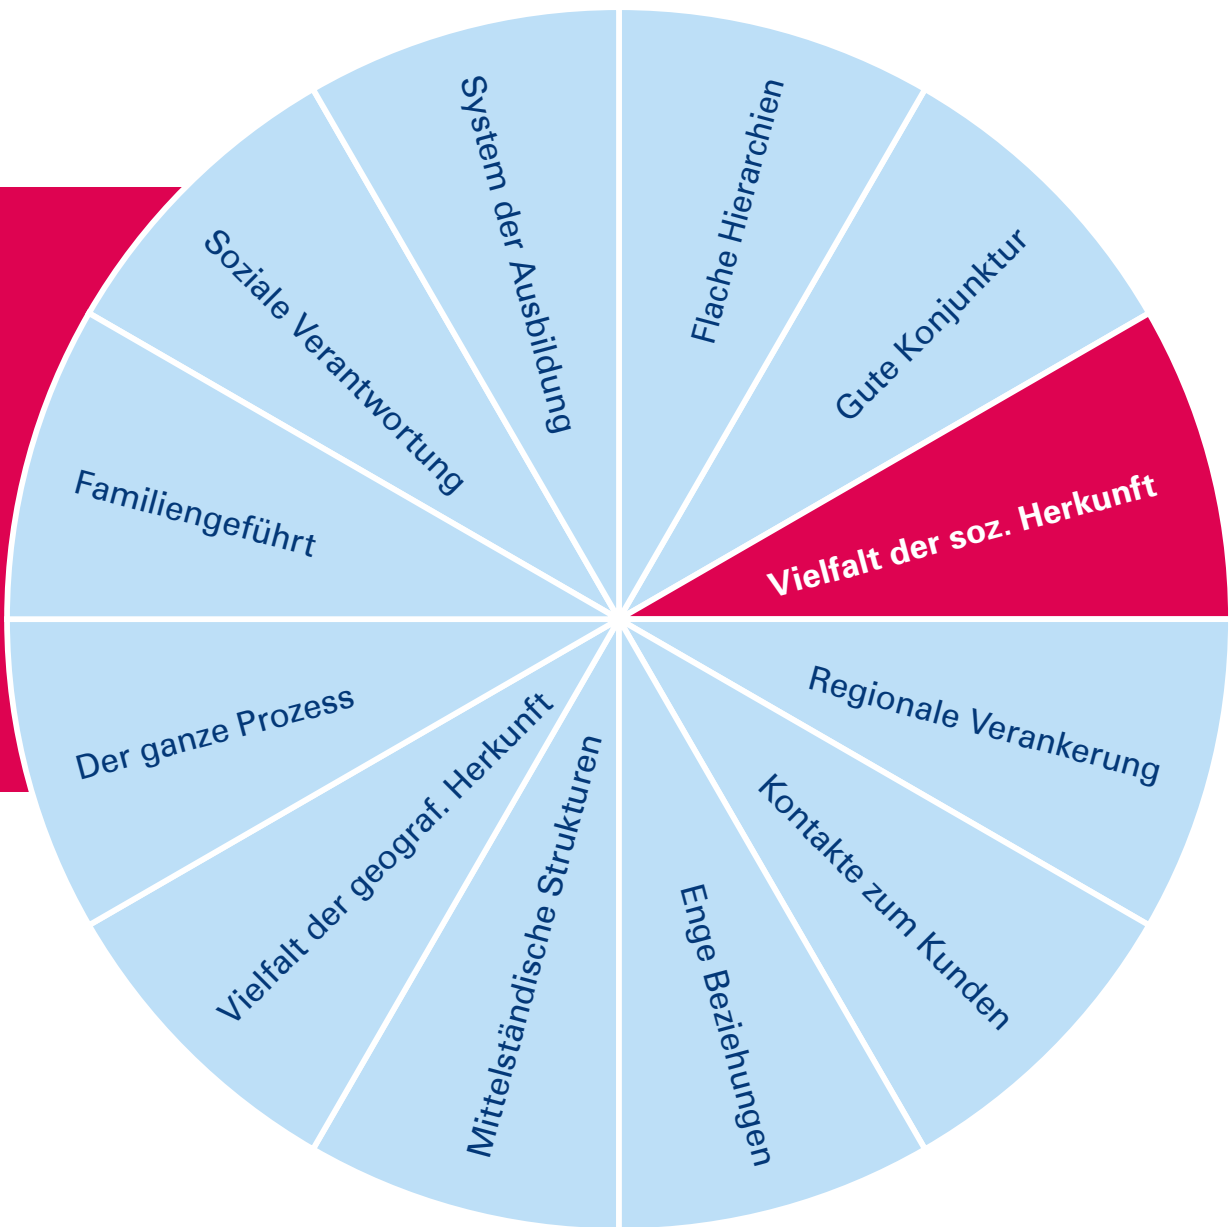 Flache Hierarchien
Gute Konjunktur
Vielfalt der soz. Herkunft
Regionale Verankerung
Kontakte zum Kunden
Enge Beziehungen
Mittelständische Strukturen
Vielfalt der geograf. Herkunft
Der ganze Prozess
Familiengeführt
Soziale Verantwortung
System der Ausbildung